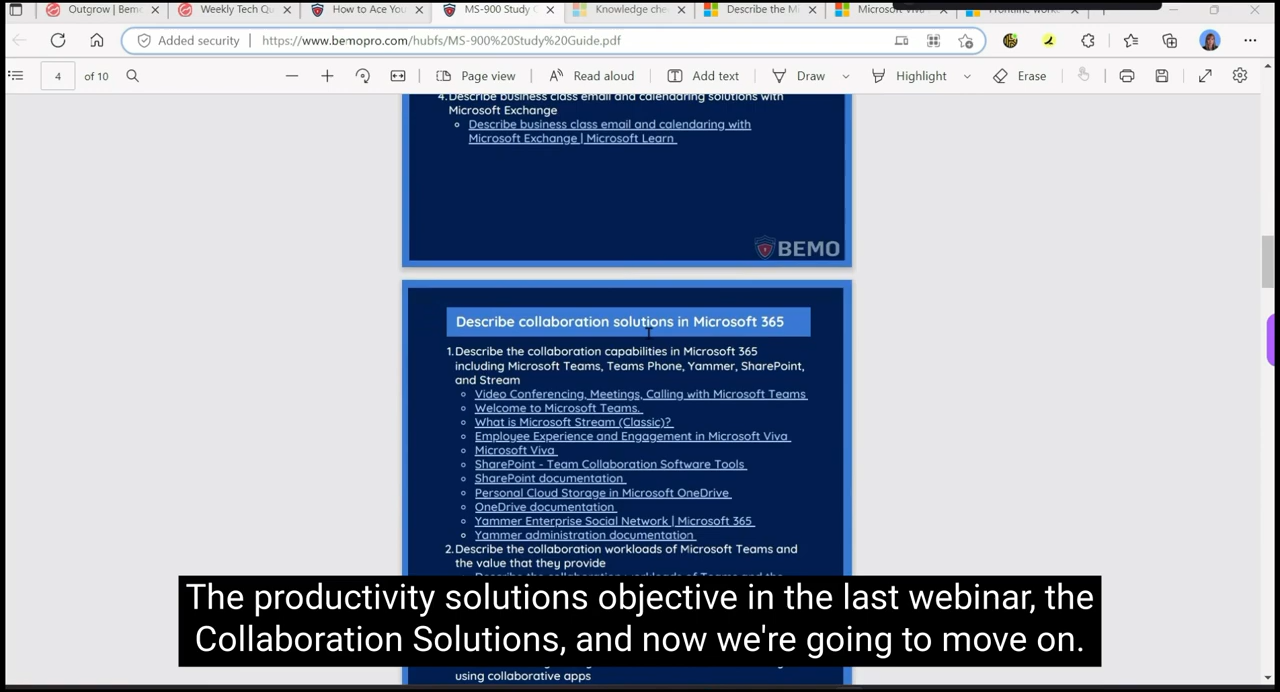 Outgrow | Bem
Weekly Tech Qu
How to Ace You
MS-900 Study G
Knowledge che
Describe the M
Microsoft Viva
Frontline work
Added security
https://www.bemopro.com/hubfs/MS-900%20Study%20Guide.pdf
4 of 10
Page view
Read aloud
Add text
Draw
Highlight
Erase
4.Describe business class email and calendaring solutions with
Microsoft Exchange
Describe business class email and calendaring with
Microsoft Exchange | Microsoft Learn
BEMO
Describe collaboration solutions in Microsoft 365
1.Describe the collaboration capabilities in Microsoft 365
including Microsoft Teams, Teams Phone, Yammer, SharePoint,
and Stream
Video Conferencing, Meetings, Calling with Microsoft Teams
Welcome to Microsoft Teams.
What is Microsoft Stream (Classic)?
Employee Experience and Engagement in Microsoft Viva
Microsoft Viva
SharePoint - Team Collaboration Software Tools
SharePoint documentation
Personal Cloud Storage in Microsoft OneDrive
OneDrive documentation
Yammer Enterprise Social Network | Microsoft 365
Yammer administration documentation
2.Describe the collaboration workloads of Microsoft Teams and
the value that they provide
The productivity solutions objective in the last webinar, the
Collaboration Solutions, and now we're going to move on.
using collaborative apps